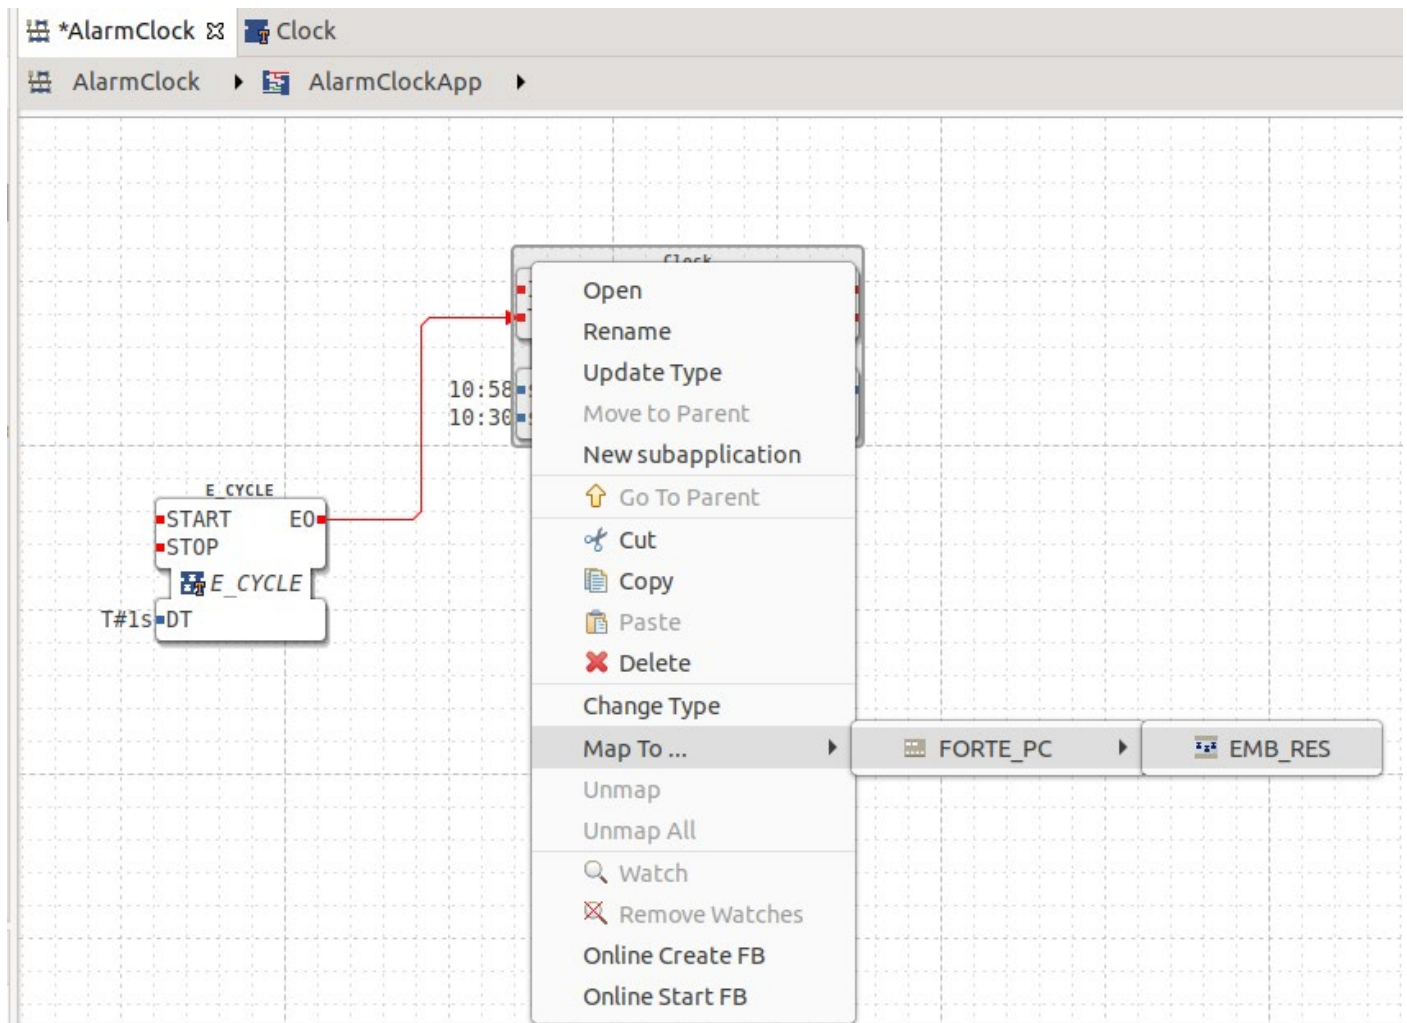 *AlarmClock Clock
AlarmClock AlarmClockApp
Clock
Open
Rename
Update Type
10:58
Move to Parent
10:30
New subapplication
E_CYCLE
Go To Parent
START EO
Cut
STOP
Copy
E_CYCLE
T#1s DT
Paste
Delete
Change Type
Map To ... FORTE_PC EMB_RES
Unmap
Unmap All
Watch
Remove Watches
Online Create FB
Online Start FB